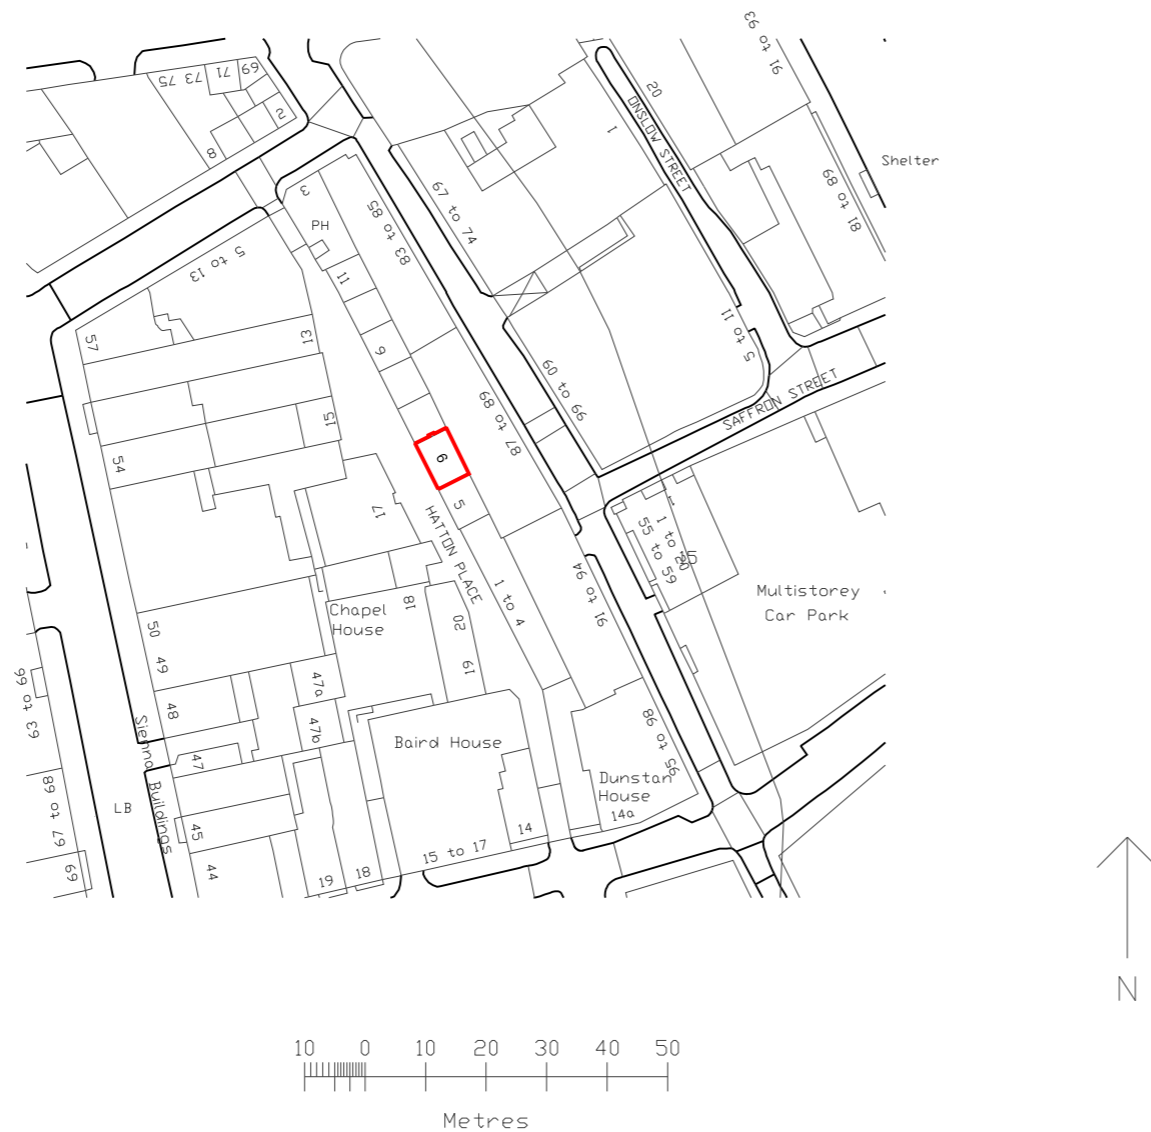 93 to 91
75
73
71
69
2
8
20
ONSLOW STREET
1
Shelter
89 to 81
3
PH
67 to 74
83 to 85
11
5 to 13
57
13
9
5 to 11
SAFFRON STREET
60 to 66
87 to 89
15
54
6
5
17
HATTON PLACE
1 to 20
55 to 59
65
Multistorey
Car Park
94 to 91
1 to 4
Chapel
House
18
20
19
50
49
48
47a
47b
47
63 to 66
Sienna Buildings
Baird House
95 to 98
Dunstan
House
14a
14
15 to 17
18
19
LB
45
44
67 to 68
69
N
10 0 10 20 30 40 50
Metres